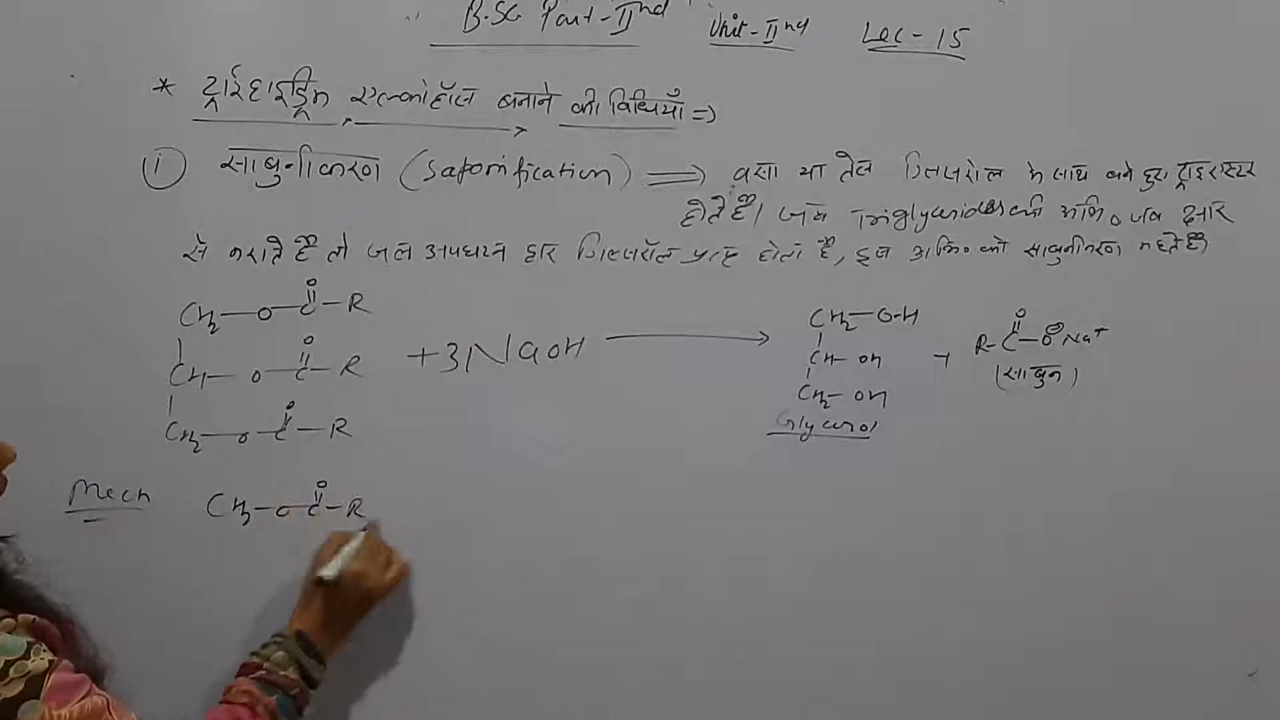 B.Sc Part-IInd Unit-IInd Lec-15
* ट्राईहाइड्रिक एल्कोहॉल बनाने की विधियाँ =>
① साबुनीकरण (Saponification) => वसा या तेल ग्लिसरोल के साथ बने हुए ट्राइएस्टर
होते हैं। जब Triglycerides की अभि० जब क्षार
से कराते हैं तो जल अपघटन द्वार ग्लिसरॉल प्राप्त होता है, इस अभि० को साबुनीकरण कहते हैं
CH2-O-C(=O)-R
CH-O-C(=O)-R + 3NaOH → CH2-O-H CH-OH CH2-OH + R-C(=O)-O⊖Na+
CH2-O-C(=O)-R
(साबुन)
Glycerol
Mech CH2-O-C(=O)-R